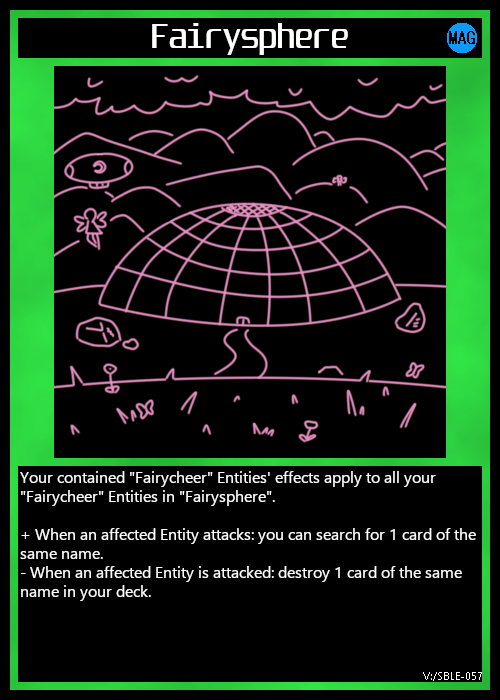 Fairysphere
MAG
Your contained "Fairycheer" Entities' effects apply to all your
"Fairycheer" Entities in "Fairysphere".
+ When an affected Entity attacks: you can search for 1 card of the
same name.
- When an affected Entity is attacked: destroy 1 card of the same
name in your deck.
V:/SBLE-057